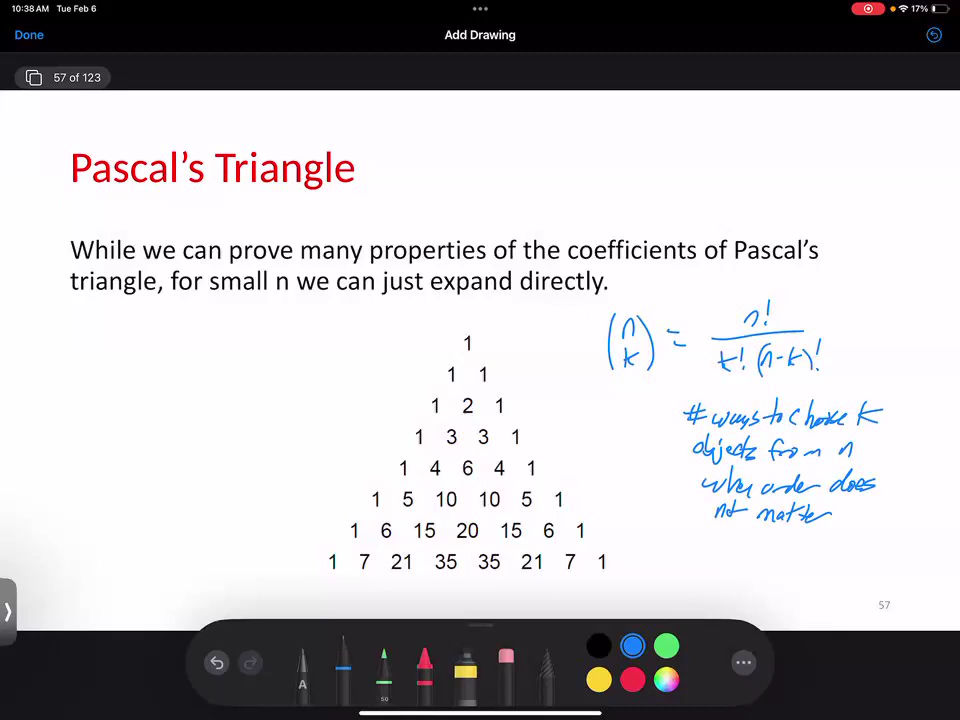 10:38 AM Tue Feb 6
17%
Done
Add Drawing
57 of 123
Pascal's Triangle
While we can prove many properties of the coefficients of Pascal's
triangle, for small n we can just expand directly.
1
1 1
1 2 1
1 3 3 1
1 4 6 4 1
1 5 10 10 5 1
1 6 15 20 15 6 1
1 7 21 35 35 21 7 1
(n k) = n! / k! (n-k)!
# ways to choose k
objects from n
when order does
not matter
57
A
50